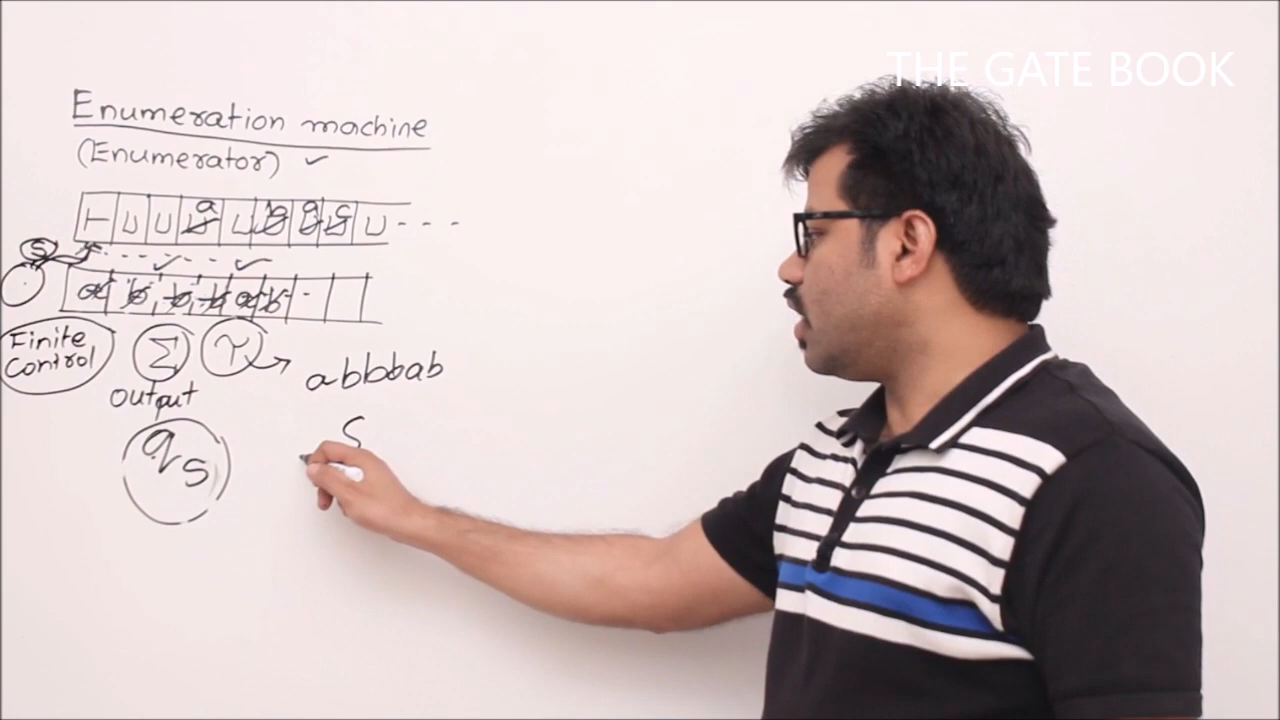 THE GATE BOOK
Enumeration machine
(Enumerator) ✓
⊢ ⊔ ⊔ a ⊔ ⊔
S
Finite
Control
Σ
output
abbbab
q s
S